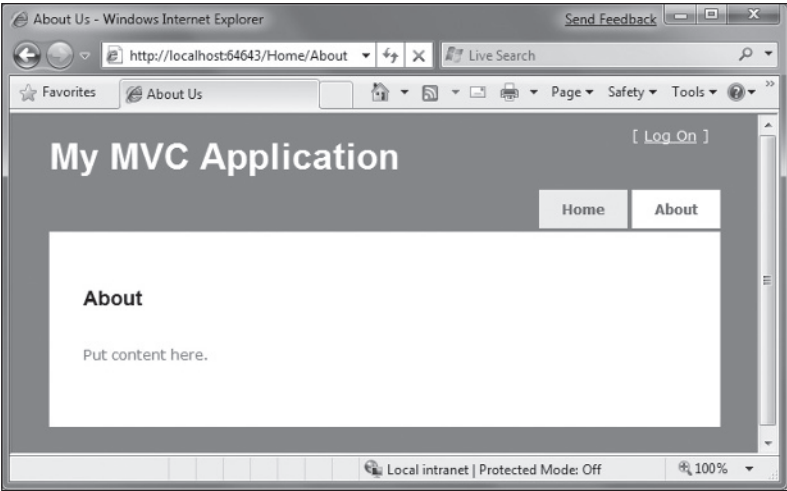 About Us - Windows Internet Explorer
Send Feedback
http://localhost:64643/Home/About
Live Search
Favorites
About Us
Page
Safety
Tools
[ Log On ]
My MVC Application
Home
About
About
Put content here.
Local intranet | Protected Mode: Off
100%